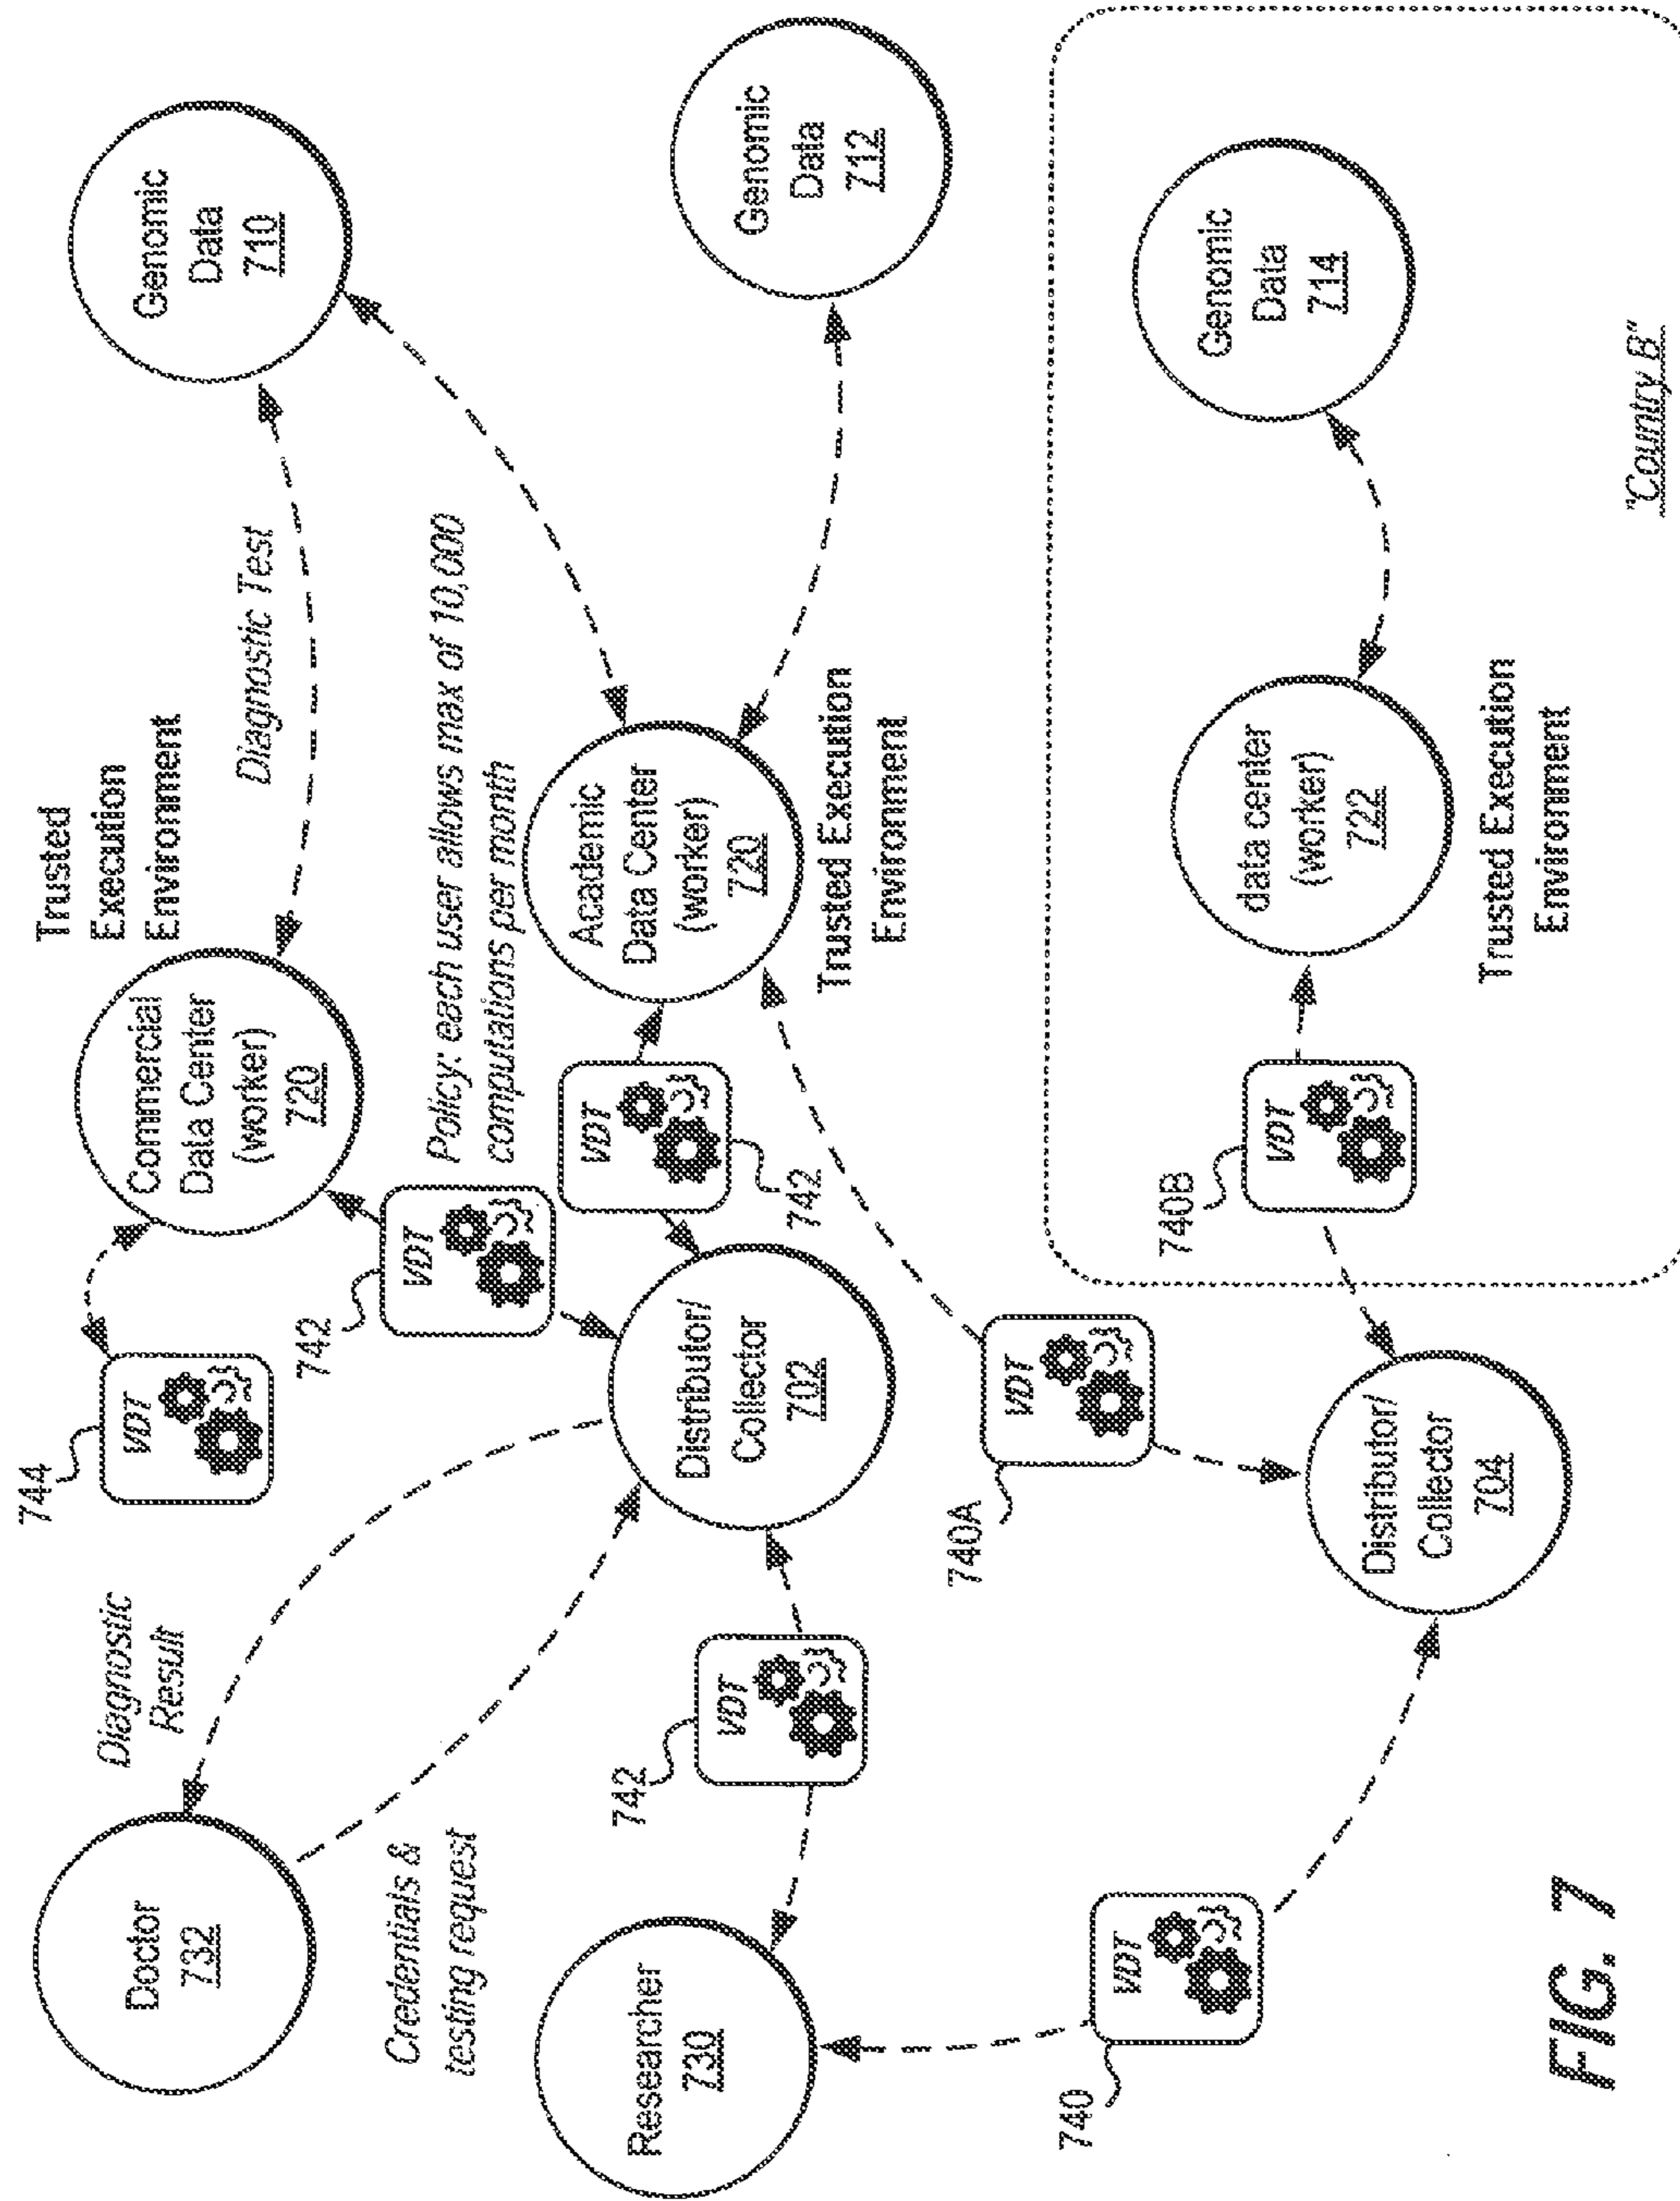 Doctor
732
Diagnostic
Result
Credentials &
testing request
Researcher
730
740
VDT
742
VDT
744
VDT
742
VDT
Distributor/
Collector
702
Commercial
Data Center
(worker)
720
Trusted
Execution
Environment
Diagnostic Test
Genomic
Data
710
Policy: each user allows max of 10,000
computations per month
VDT
742
Academic
Data Center
(worker)
720
Trusted Execution
Environment
Genomic
Data
712
740A
VDT
Distributor/
Collector
704
740B
VDT
data center
(worker)
722
Trusted Execution
Environment
Genomic
Data
714
"Country B"
FIG. 7